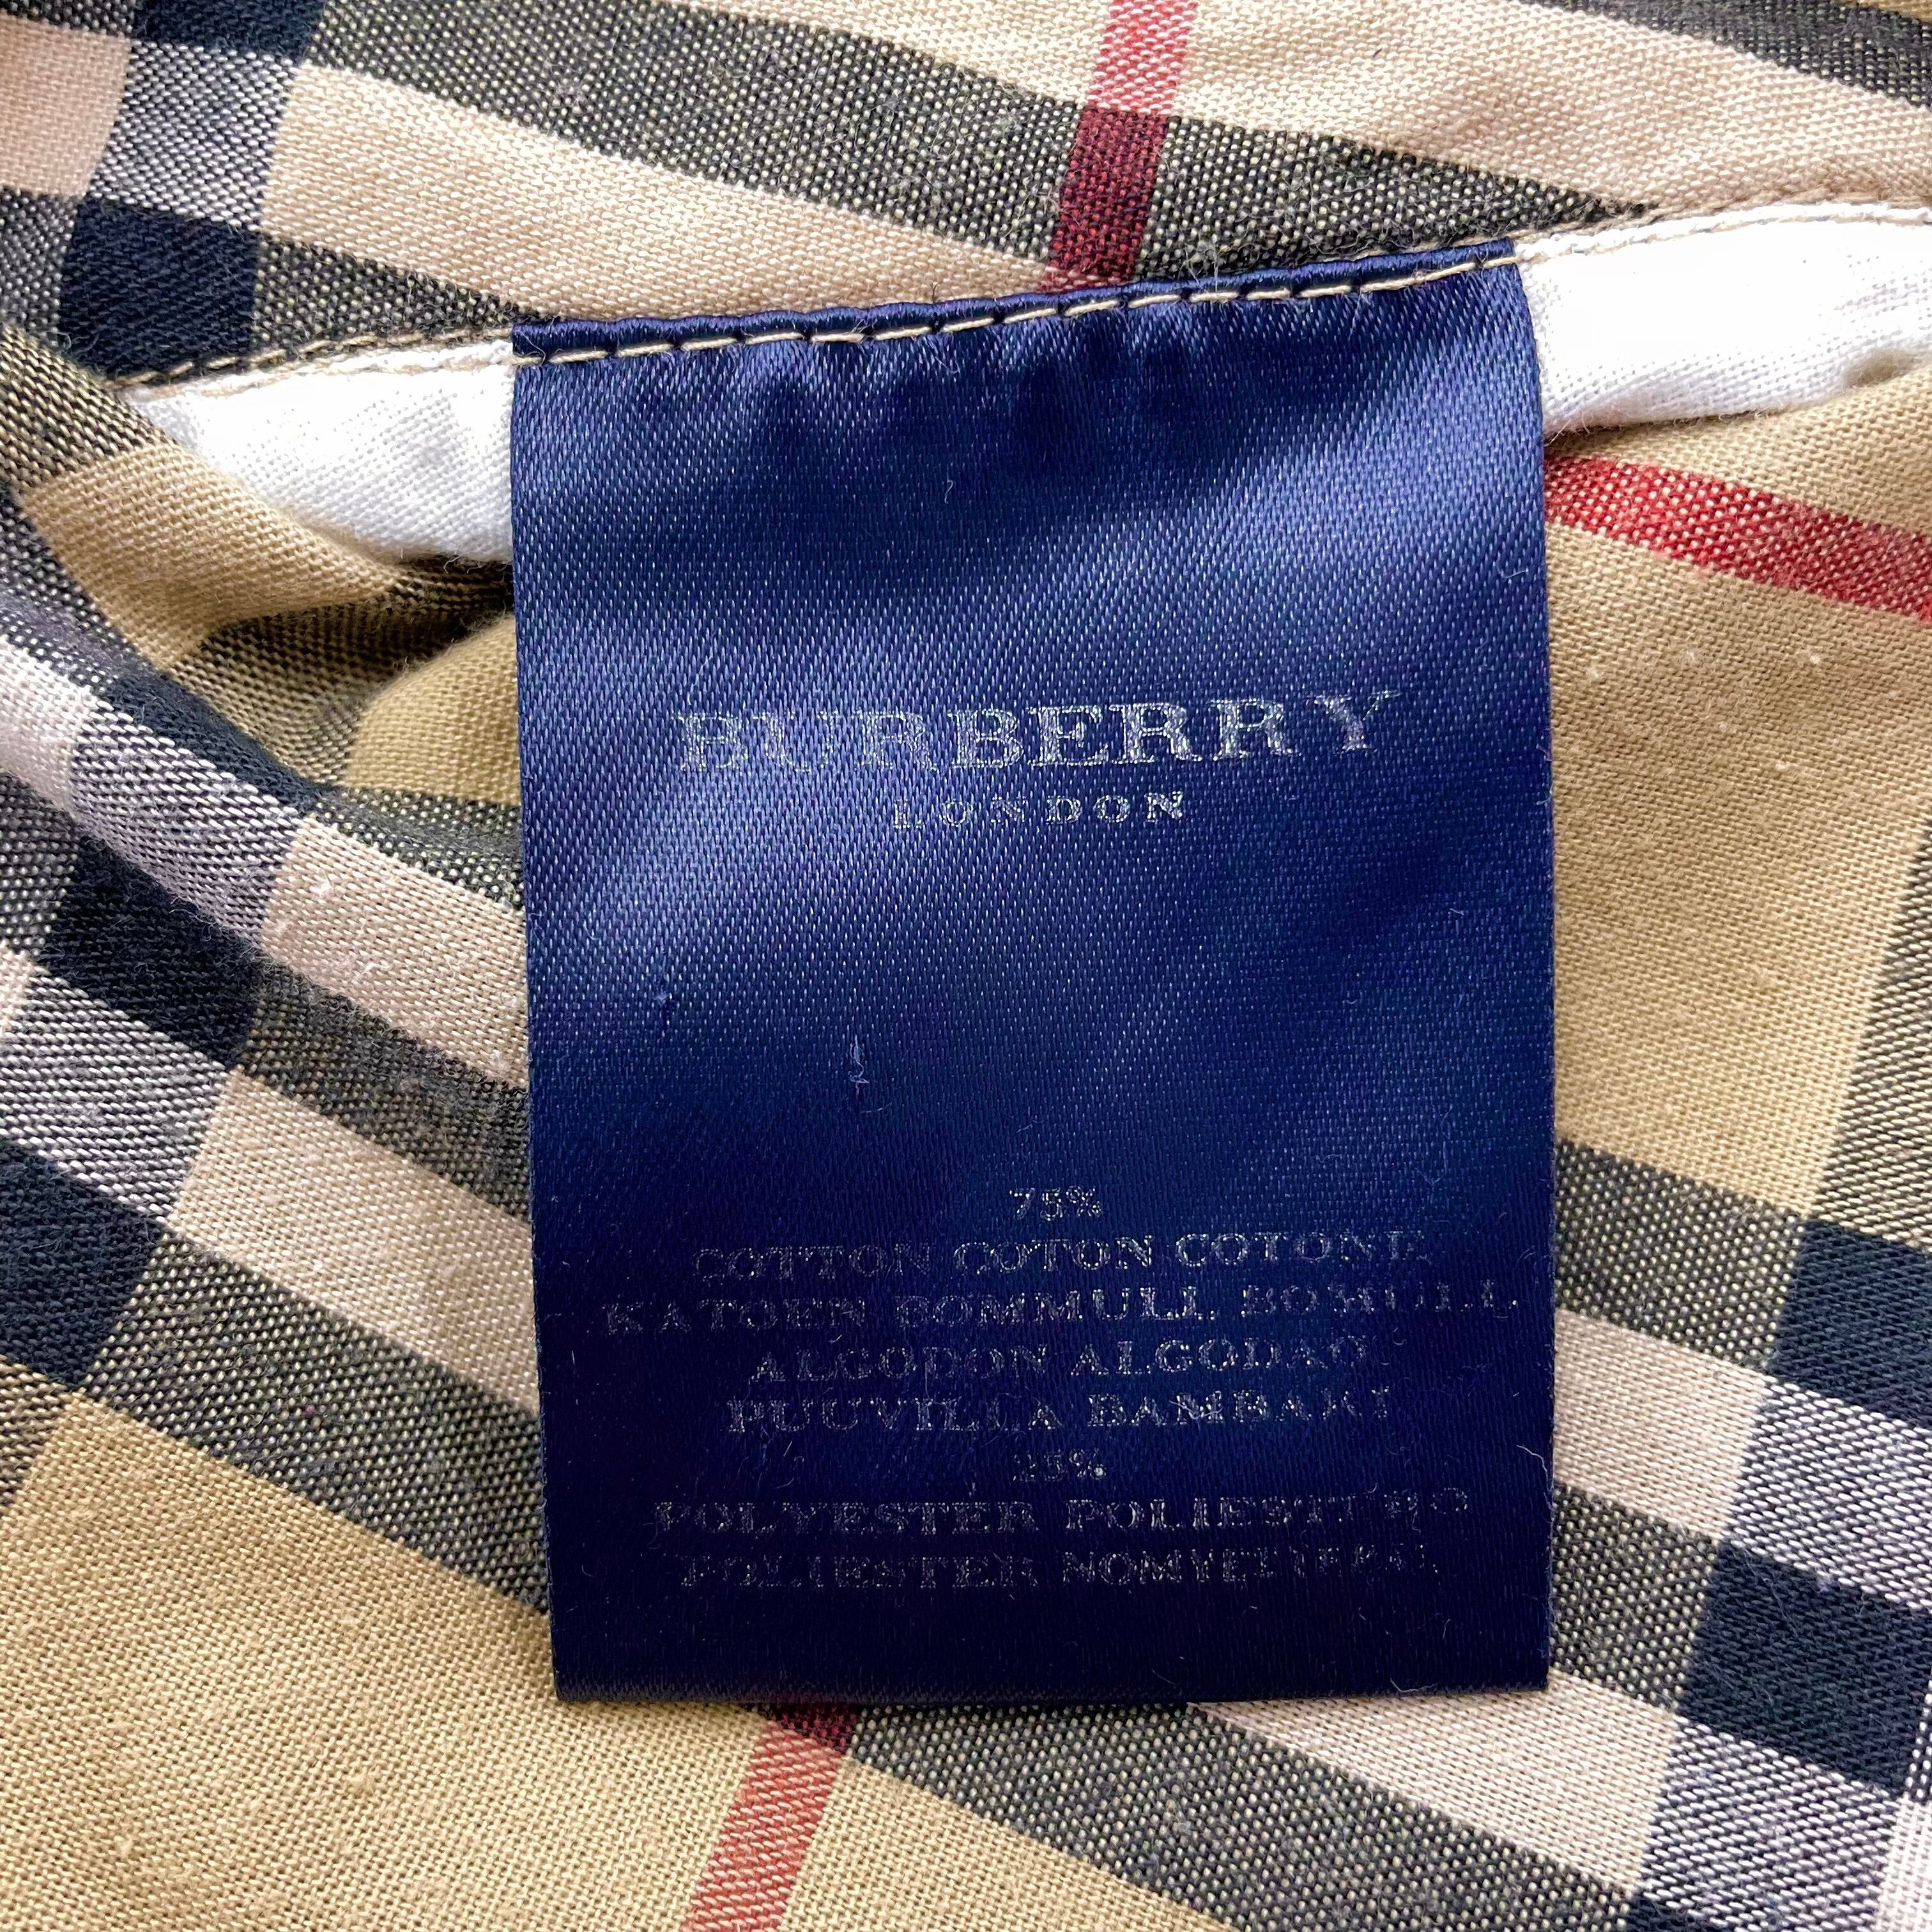 BURBERRY
LONDON
75%
COTTON COTON COTONE
KATOEN BOMMULL BOMULL
ALGODON ALGODAO
PUUVILLA BAMBAKI
25%
POLYESTER POLIESTERE
POLIESTER